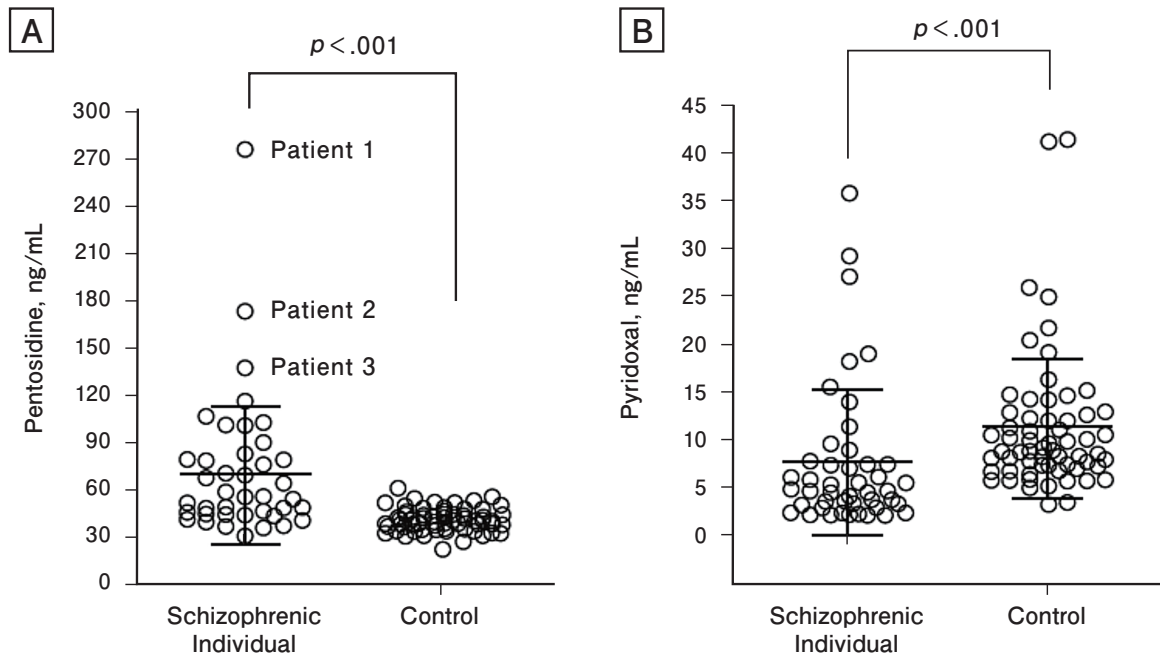 A
p < .001
Pentosidine, ng/mL
300
270
240
210
180
150
120
90
60
30
0
Patient 1
Patient 2
Patient 3
Schizophrenic
Individual
Control
B
p < .001
Pyridoxal, ng/mL
45
40
35
30
25
20
15
10
5
0
Schizophrenic
Individual
Control